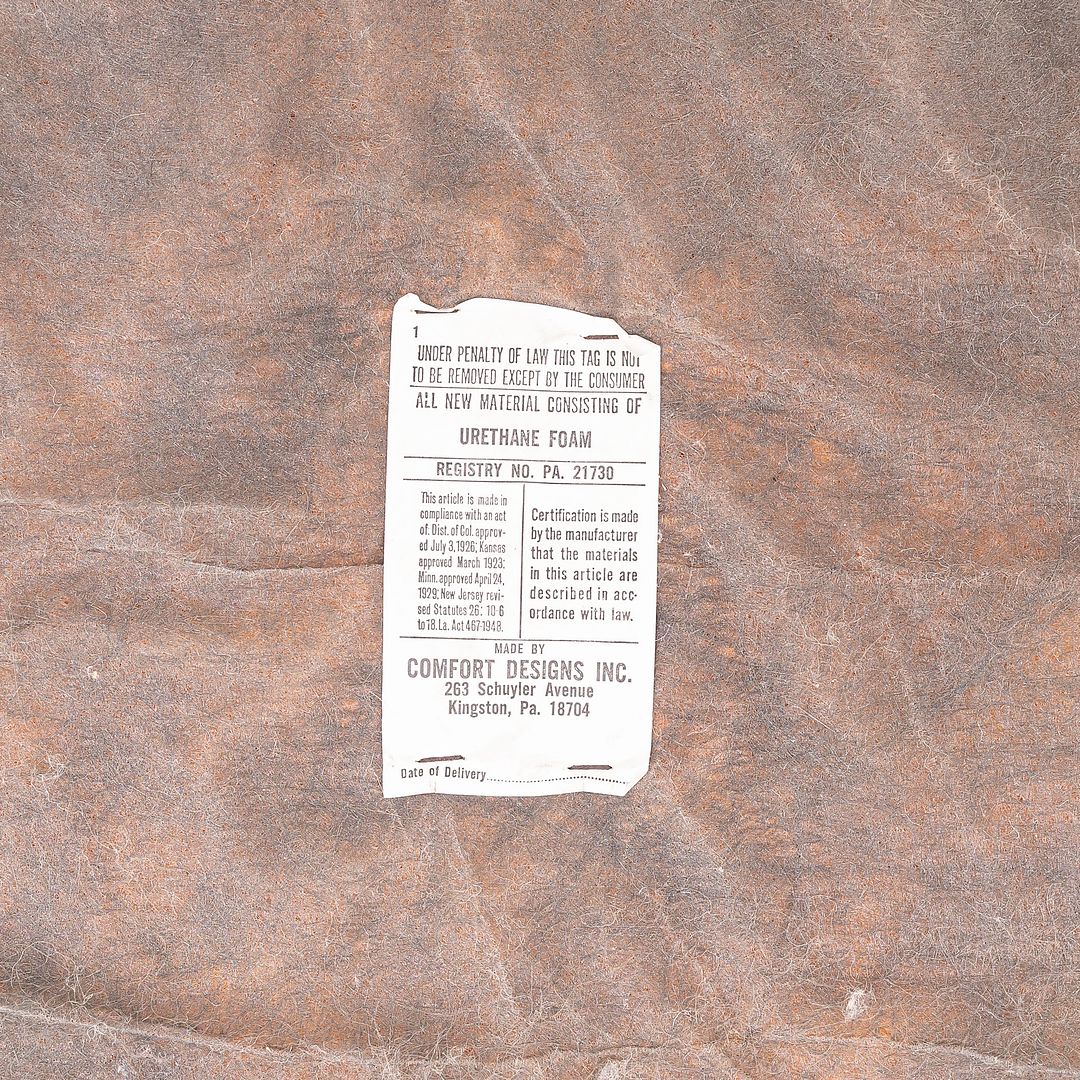 1
UNDER PENALTY OF LAW THIS TAG IS NOT
TO BE REMOVED EXCEPT BY THE CONSUMER
ALL NEW MATERIAL CONSISTING OF
URETHANE FOAM
REGISTRY NO. PA. 21730
This article is made in
compliance with an act
of. Dist. of Col. approv-
ed July 3, 1926; Kansas
approved March 1923;
Minn. approved April 24,
1929; New Jersey revi-
sed Statutes 26: 10-6
to 18. La. Act 467-1948.
Certification is made
by the manufacturer
that the materials
in this article are
described in acc-
ordance with law.
MADE BY
COMFORT DESIGNS INC.
263 Schuyler Avenue
Kingston, Pa. 18704
Date of Delivery....................................